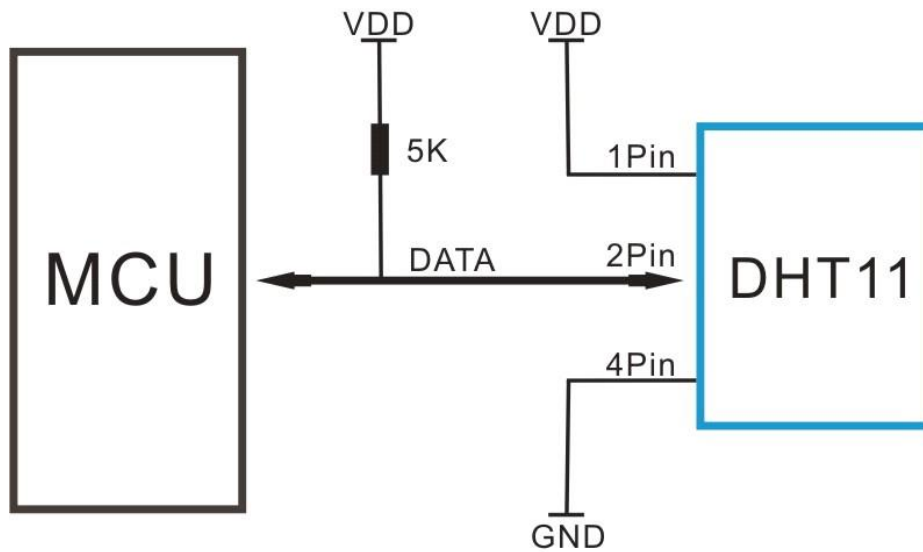 VDD
VDD
5K
1Pin
MCU
DATA
2Pin
DHT11
4Pin
GND